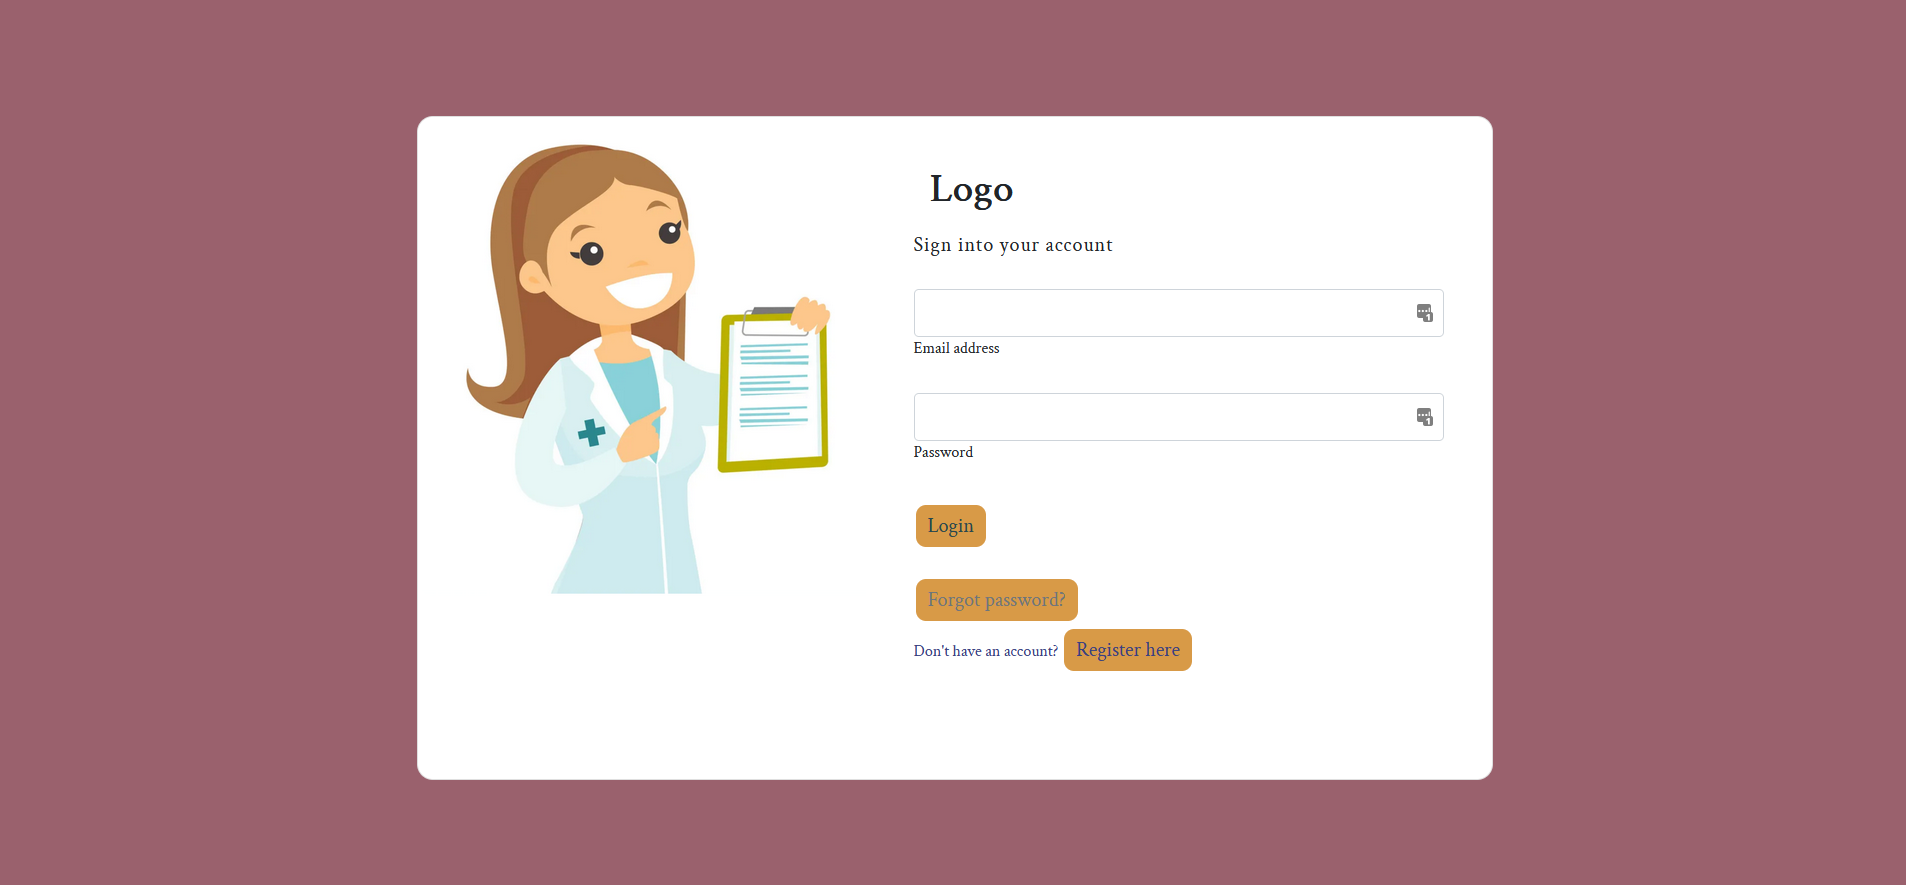 Logo
Sign into your account
Email address
Password
Login
Forgot password?
Don't have an account? Register here